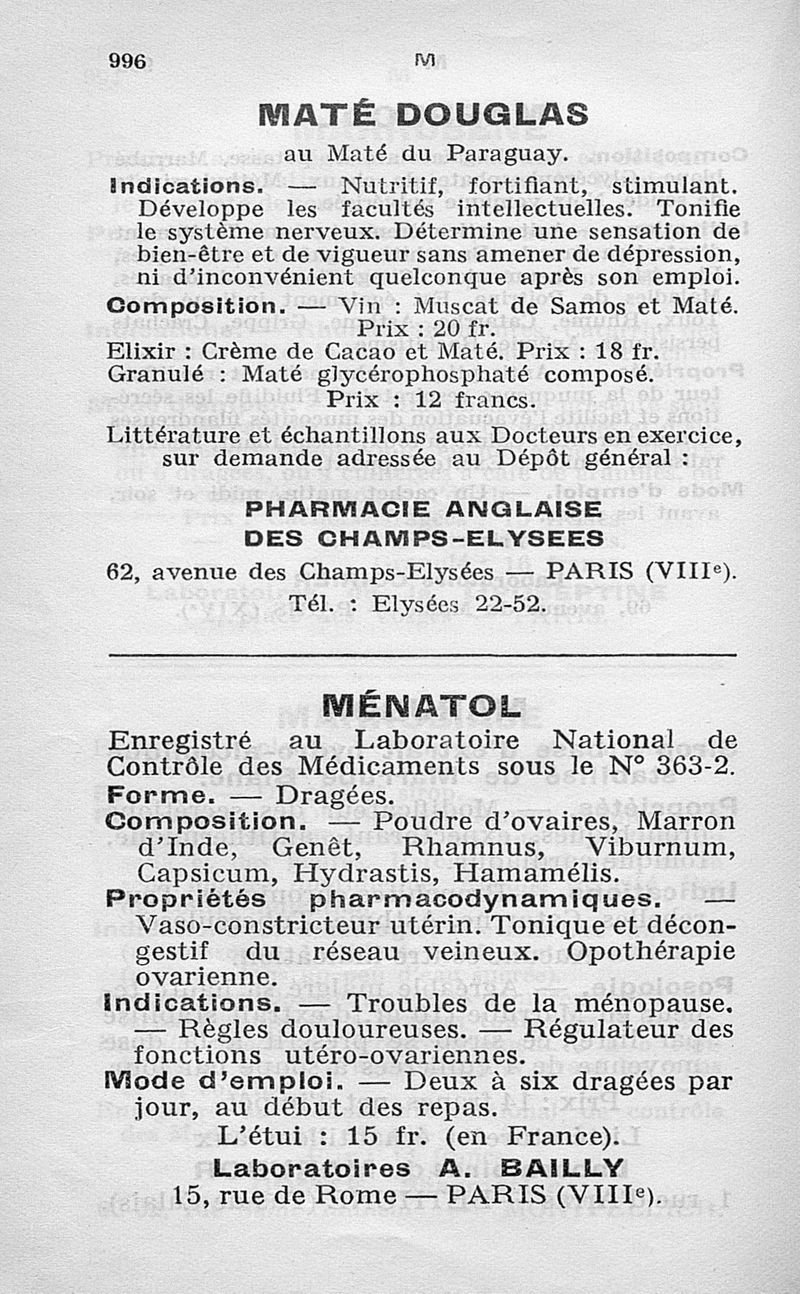 996
M
MATÉ DOUGLAS
au Maté du Paraguay.
Indications. — Nutritif, fortifiant, stimulant.
Développe les facultés intellectuelles. Tonifie
le système nerveux. Détermine une sensation de
bien-être et de vigueur sans amener de dépression,
ni d'inconvénient quelconque après son emploi.
Composition. — Vin : Muscat de Samos et Maté.
Prix : 20 fr.
Elixir : Crème de Cacao et Maté. Prix : 18 fr.
Granulé : Maté glycérophosphaté composé.
Prix : 12 francs.
Littérature et échantillons aux Docteurs en exercice,
sur demande adressée au Dépôt général :
PHARMACIE ANGLAISE
DES CHAMPS-ELYSEES
62, avenue des Champs-Elysées — PARIS (VIIIe).
Tél. : Elysées 22-52.
MÉNATOL
Enregistré au Laboratoire National de
Contrôle des Médicaments sous le N° 363-2.
Forme. — Dragées.
Composition. — Poudre d'ovaires, Marron
d'Inde, Genêt, Rhamnus, Viburnum,
Capsicum, Hydrastis, Hamamélis.
Propriétés pharmacodynamiques. —
Vaso-constricteur utérin. Tonique et décon-
gestif du réseau veineux. Opothérapie
ovarienne.
Indications. — Troubles de la ménopause.
— Règles douloureuses. — Régulateur des
fonctions utéro-ovariennes.
Mode d'emploi. — Deux à six dragées par
jour, au début des repas.
L'étui : 15 fr. (en France).
Laboratoires A. BAILLY
15, rue de Rome — PARIS (VIIIe).